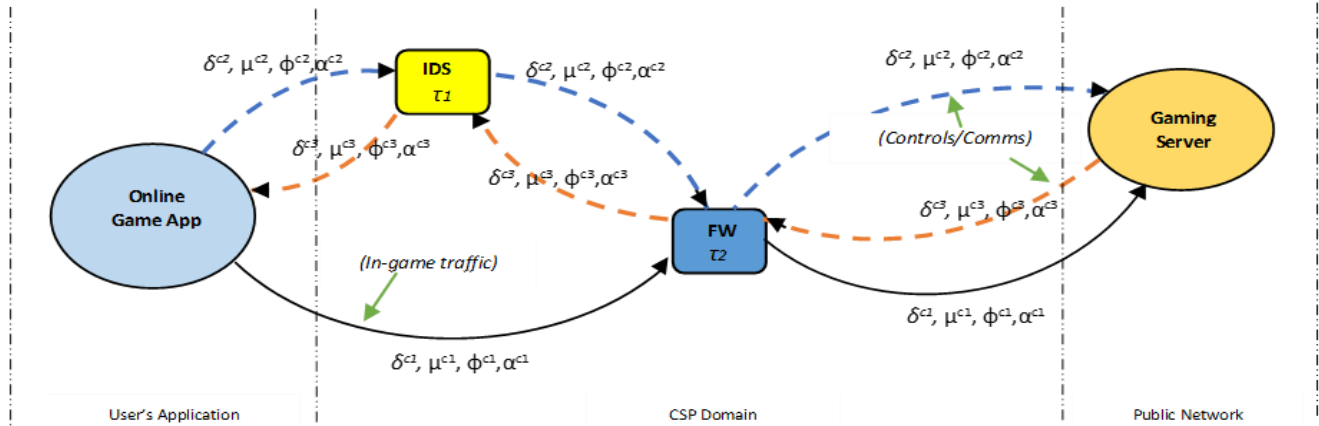 δᶜ², μᶜ², ϕᶜ²,αᶜ²
IDS
τ1
δᶜ², μᶜ², ϕᶜ²,αᶜ²
δᶜ², μᶜ², ϕᶜ²,αᶜ²
Gaming
Server
(Controls/Comms)
δᶜ³, μᶜ³, ϕᶜ³,αᶜ³
δᶜ³, μᶜ³, ϕᶜ³,αᶜ³
δᶜ³, μᶜ³, ϕᶜ³,αᶜ³
Online
Game App
FW
τ2
(In-game traffic)
δᶜ¹, μᶜ¹, ϕᶜ¹,αᶜ¹
δᶜ¹, μᶜ¹, ϕᶜ¹,αᶜ¹
User's Application
CSP Domain
Public Network